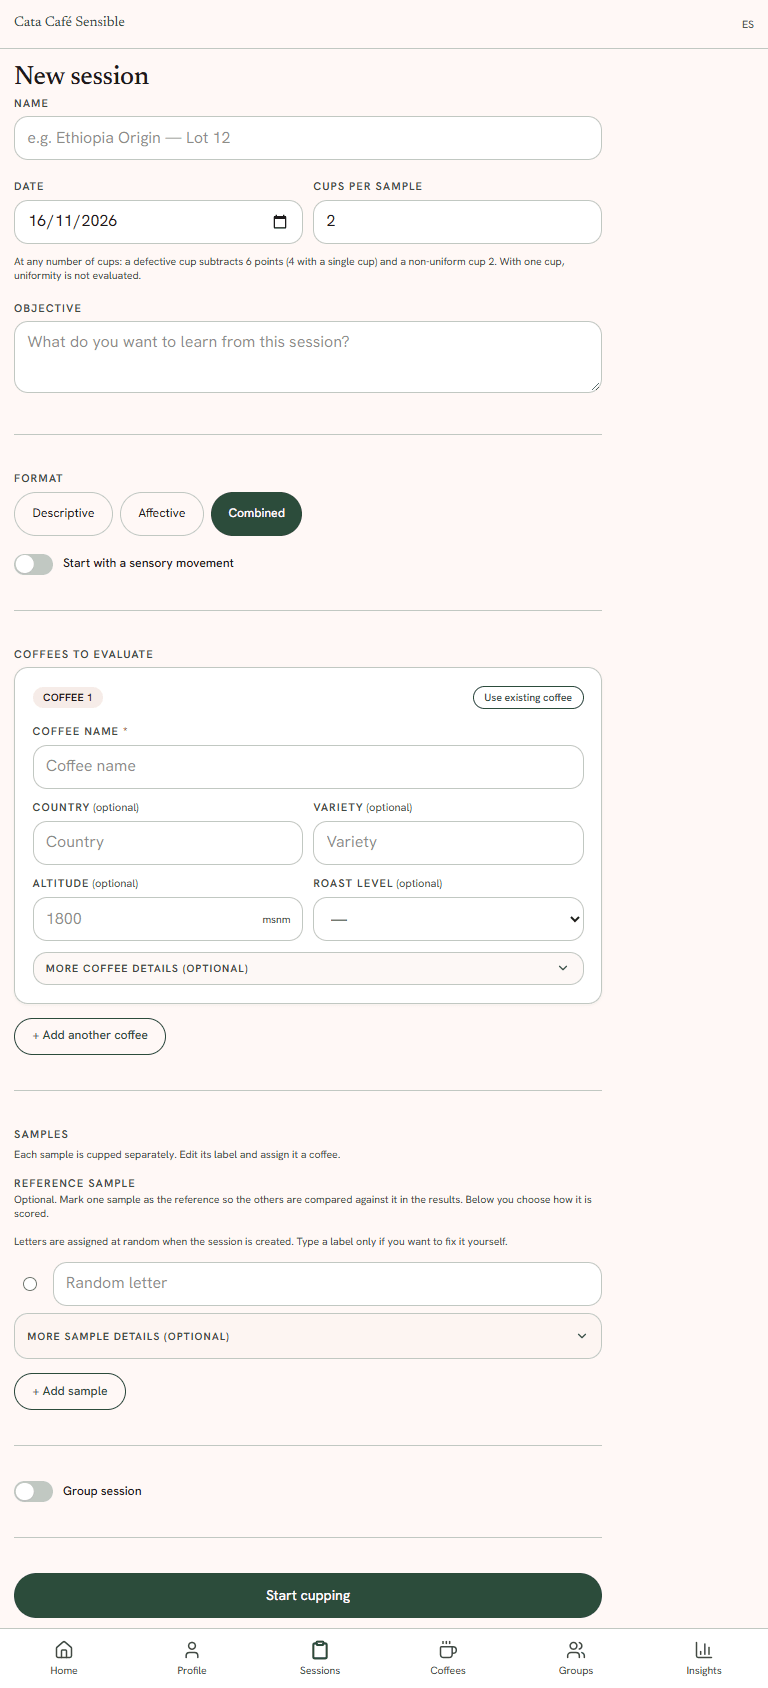 Cata Café Sensible
ES
New session
NAME
e.g. Ethiopia Origin — Lot 12
DATE
CUPS PER SAMPLE
16/11/2026
2
At any number of cups: a defective cup subtracts 6 points (4 with a single cup) and a non-uniform cup 2. With one cup,
uniformity is not evaluated.
OBJECTIVE
What do you want to learn from this session?
FORMAT
Descriptive
Affective
Combined
Start with a sensory movement
COFFEES TO EVALUATE
COFFEE 1
Use existing coffee
COFFEE NAME *
Coffee name
COUNTRY (optional)
VARIETY (optional)
Country
Variety
ALTITUDE (optional)
ROAST LEVEL (optional)
1800
msnm
—
MORE COFFEE DETAILS (OPTIONAL)
+ Add another coffee
SAMPLES
Each sample is cupped separately. Edit its label and assign it a coffee.
REFERENCE SAMPLE
Optional. Mark one sample as the reference so the others are compared against it in the results. Below you choose how it is
scored.
Letters are assigned at random when the session is created. Type a label only if you want to fix it yourself.
Random letter
MORE SAMPLE DETAILS (OPTIONAL)
+ Add sample
Group session
Start cupping
Home
Profile
Sessions
Coffees
Groups
Insights